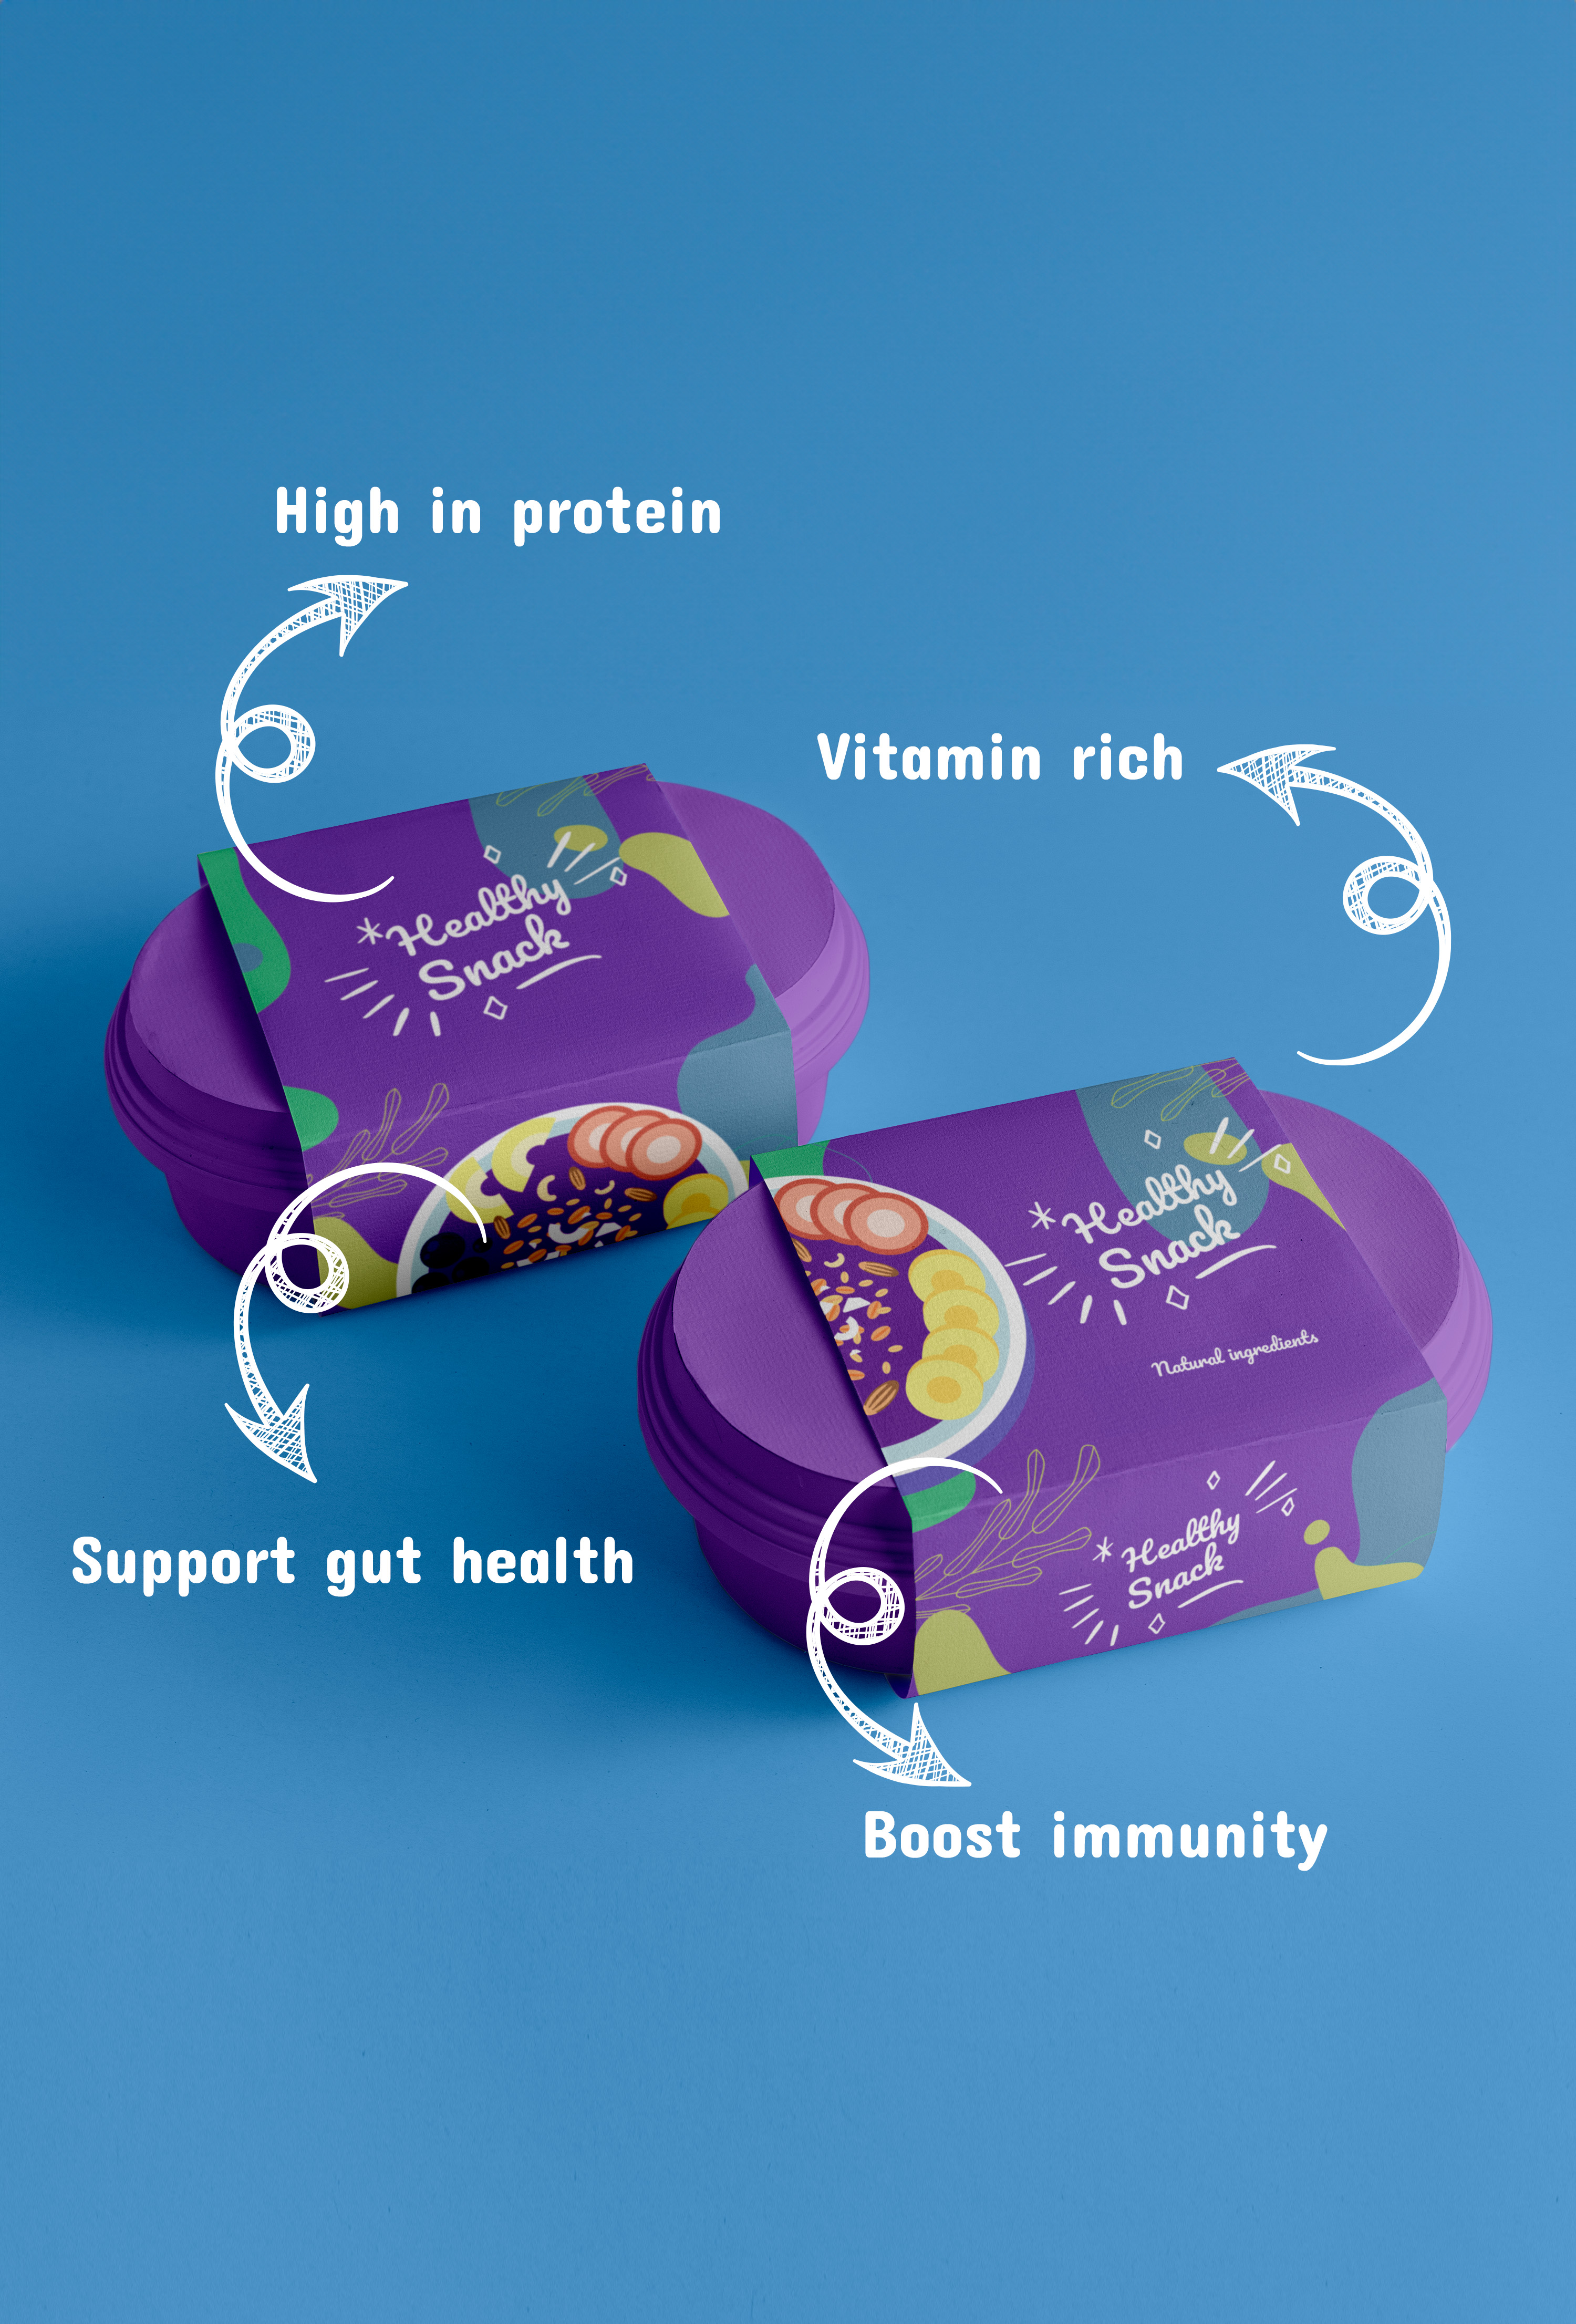 High in protein
Vitamin rich
Healthy
Snack
Healthy
Snack
Natural ingredients
Healthy
Snack
Support gut health
Boost immunity